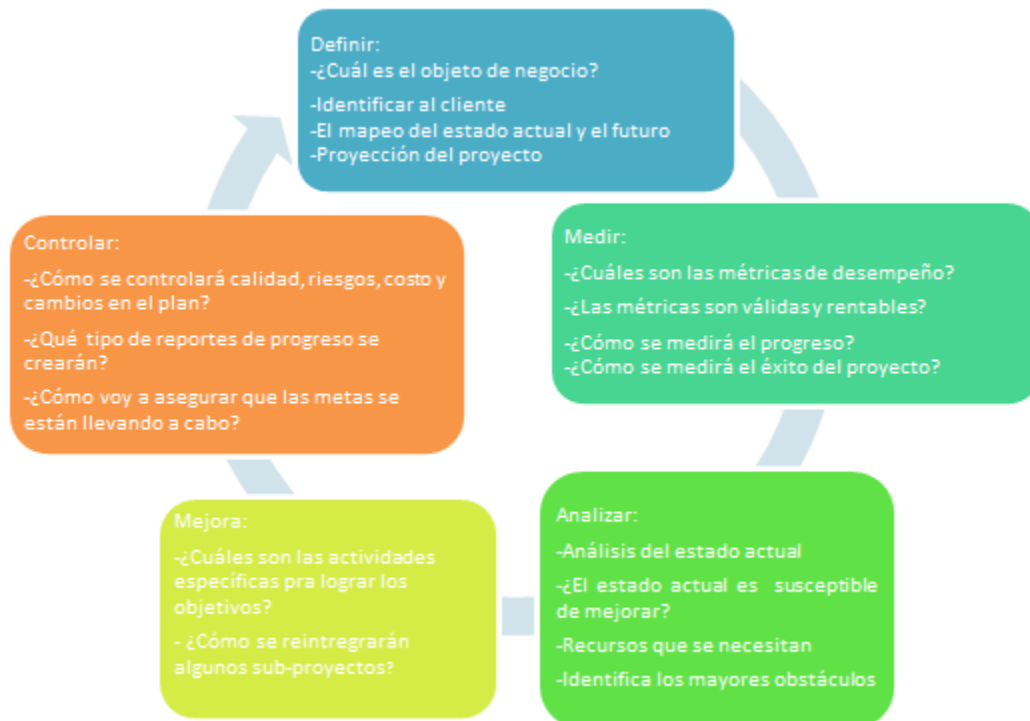 Definir:
-¿Cuál es el objeto de negocio?
-Identificar al cliente
-El mapeo del estado actual y el futuro
-Proyección del proyecto
Medir:
-¿Cuáles son las métricas de desempeño?
-¿Las métricas son válidas y rentables?
-¿Cómo se medirá el progreso?
-¿Cómo se medirá el éxito del proyecto?
Analizar:
-Análisis del estado actual
-¿El estado actual es susceptible
de mejorar?
-Recursos que se necesitan
-Identifica los mayores obstáculos
Mejora:
-¿Cuáles son las actividades
específicas pra lograr los
objetivos?
- ¿Cómo se reintregrarán
algunos sub-proyectos?
Controlar:
-¿Cómo se controlará calidad, riesgos, costo y
cambios en el plan?
-¿Qué tipo de reportes de progreso se
crearán?
-¿Cómo voy a asegurar que las metas se
están llevando a cabo?